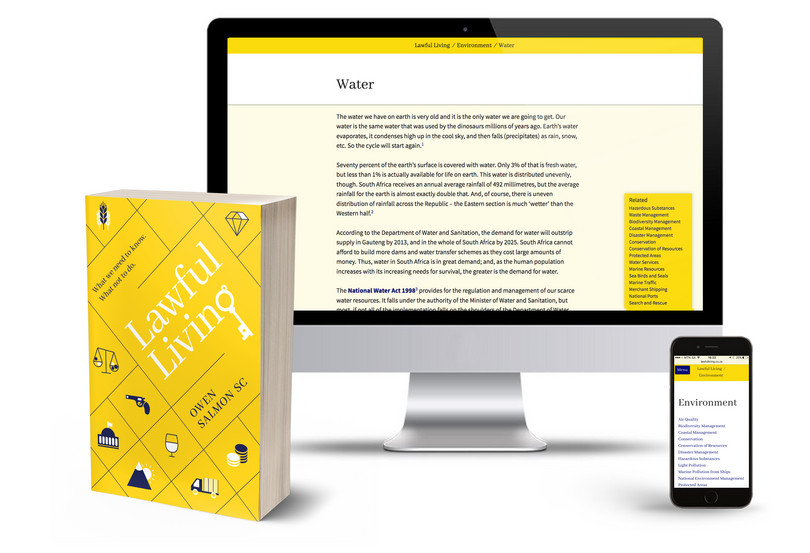 What we need to know.
What not to do.
Lawful
Living
OWEN
SALMON SC
Lawful Living / Environment / Water
Water
The water we have on earth is very old and it is the only water we are going to get. Our
water is the same water that was used by the dinosaurs millions of years ago. Earth's water
evaporates, it condenses high up in the cool sky, and then falls (precipitates) as rain, snow,
etc. So the cycle will start again.¹
Seventy percent of the earth's surface is covered with water. Only 3% of that is fresh water,
but less than 1% is actually available for life on earth. This water is distributed unevenly,
though. South Africa receives an annual average rainfall of 492 millimetres, but the average
rainfall for the earth is almost exactly double that. And, of course, there is uneven
distribution of rainfall across the Republic – the Eastern section is much ‘wetter’ than the
Western half.²
According to the Department of Water and Sanitation, the demand for water will outstrip
supply in Gauteng by 2013, and in the whole of South Africa by 2025. South Africa cannot
afford to build more dams and water transfer schemes as they cost large amounts of
money. Thus, water in South Africa is in great demand; and, as the human population
increases with its increasing needs for survival, the greater is the demand for water.
The National Water Act 1998³ provides for the regulation and management of our scarce
water resources. It falls under the authority of the Minister of Water and Sanitation, but
most, if not all of the implementation falls on the shoulders of the Department of Water
Related
Hazardous Substances
Waste Management
Biodiversity Management
Coastal Management
Disaster Management
Conservation
Conservation of Resources
Protected Areas
Water Services
Marine Resources
Sea Birds and Seals
Marine Traffic
Merchant Shipping
National Ports
Search and Rescue
Menu
Lawful Living /
Environment
Environment
Air Quality
Biodiversity Management
Coastal Management
Conservation
Conservation of Resources
Disaster Management
Hazardous Substances
Light Pollution
Marine Pollution from Ships
National Environment Management
Protected Areas